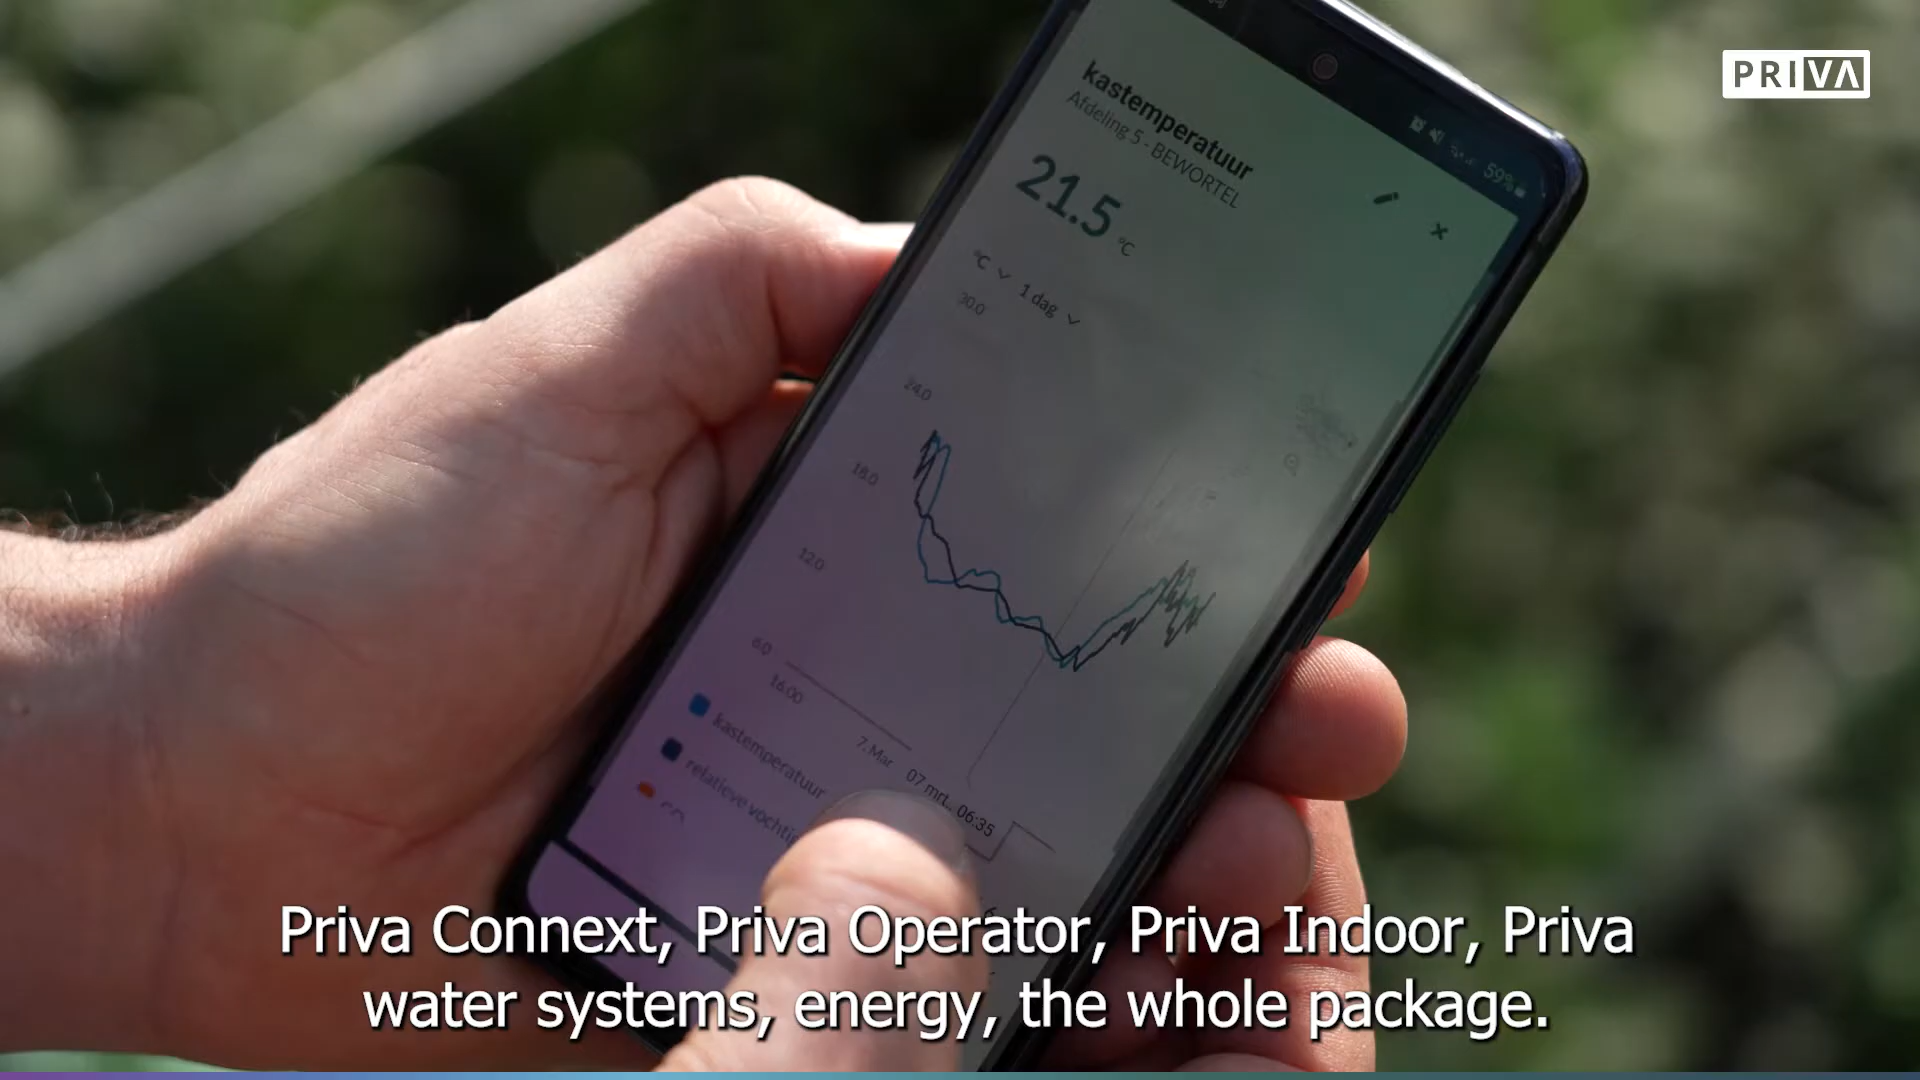 PRIVA
59%
kastemperatuur
Afdeling 5 - BEWORTEL
21.5 °C
°C 1 dag
30.0
24.0
18.0
12.0
6.0
16:00
7. Mar
07 mrt. 06:35
kastemperatuur
relatieve
Priva Connext, Priva Operator, Priva Indoor, Priva
water systems, energy, the whole package.